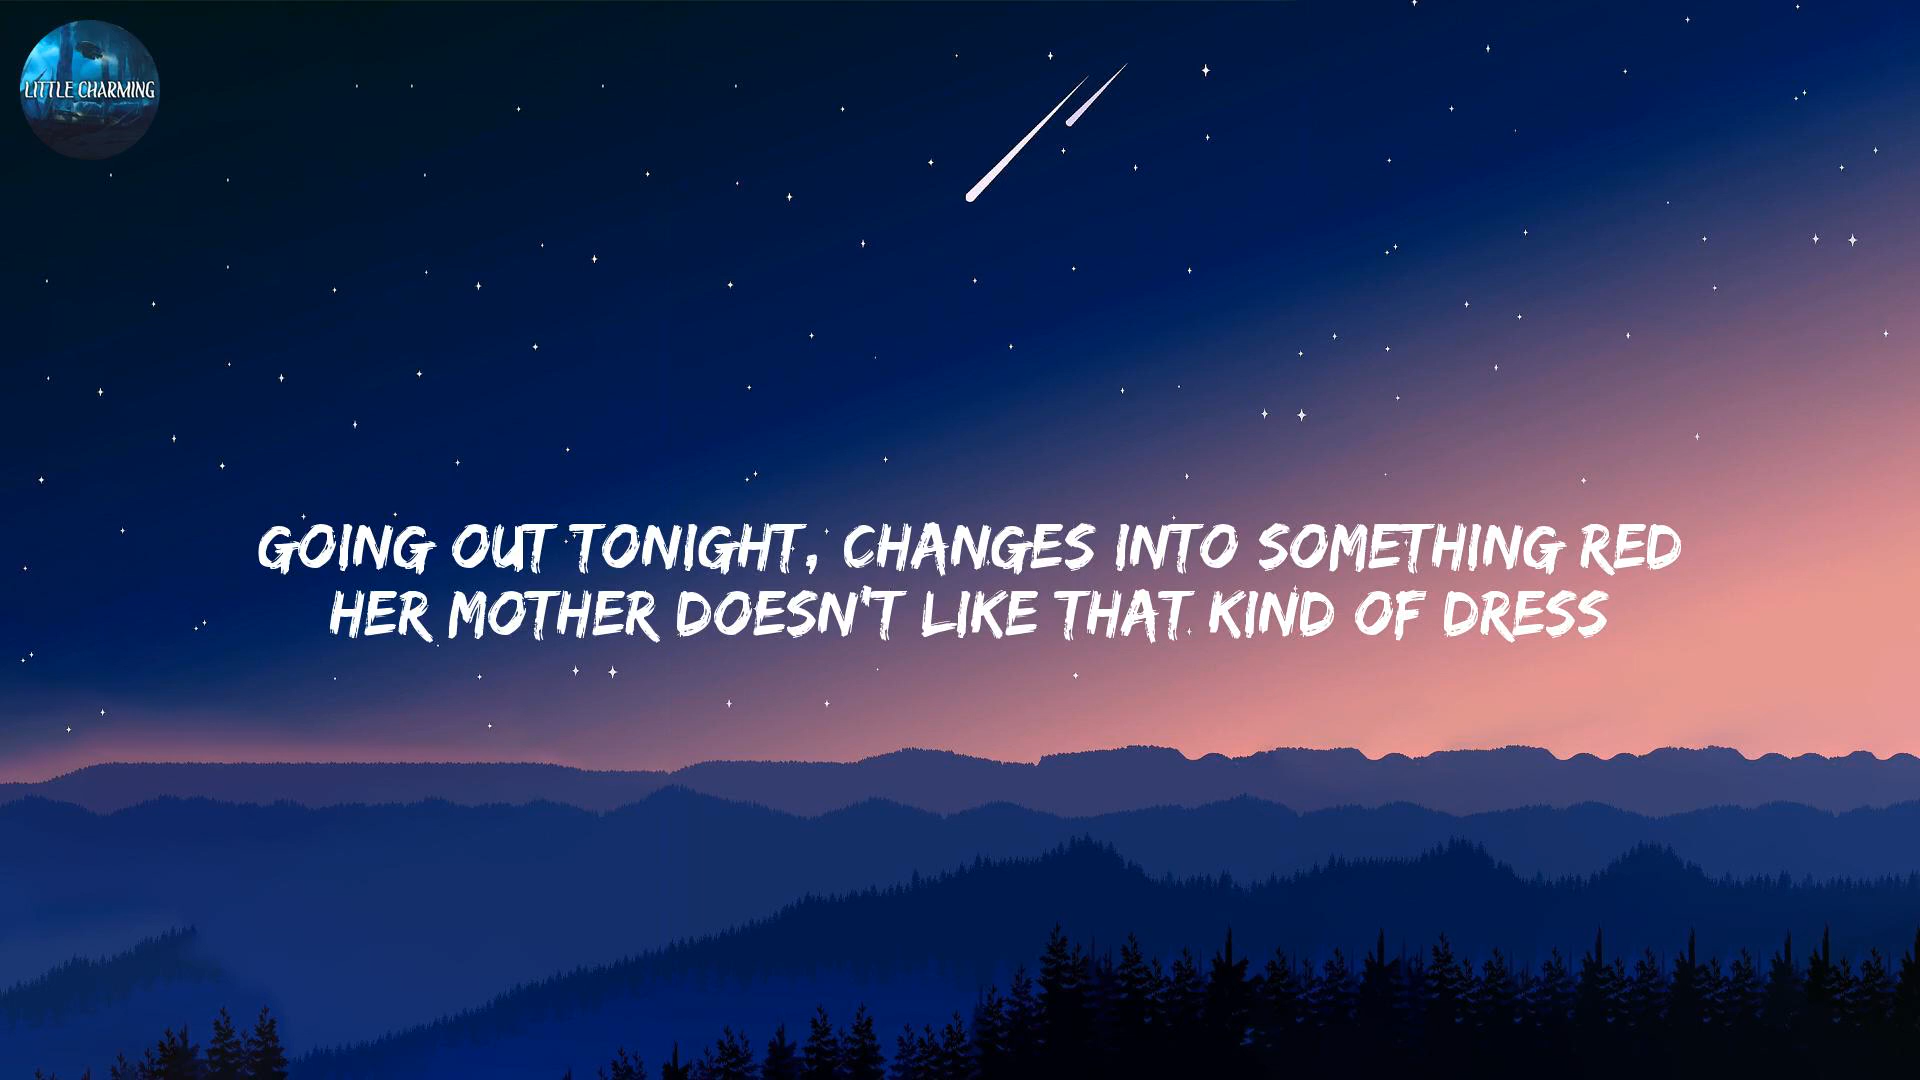 LITTLE CHARMING
GOING OUT TONIGHT, CHANGES INTO SOMETHING RED
HER MOTHER DOESN'T LIKE THAT KIND OF DRESS